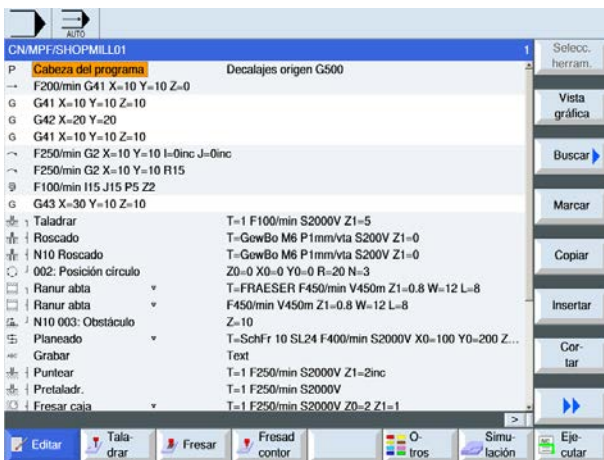 AUTO
CN/MPF/SHOPMILL01 1
P Cabeza del programa Decalajes origen G500
F200/min G41 X=10 Y=10 Z=0
G G41 X=10 Y=10 Z=10
G G42 X=20 Y=20
G G41 X=10 Y=10 Z=10
F250/min G2 X=10 Y=10 I=0inc J=0inc
F250/min G2 X=10 Y=10 R15
F100/min I15 J15 P5 Z2
G G43 X=30 Y=10 Z=10
Taladrar T=1 F100/min S2000V Z1=5
Roscado T=GewBo M6 P1mm/vta S200V Z1=0
N10 Roscado T=GewBo M6 P1mm/vta S200V Z1=0
002: Posición círculo Z0=0 X0=0 Y0=0 R=20 N=3
Ranur abta T=FRAESER F450/min V450m Z1=0.8 W=12 L=8
Ranur abta F450/min V450m Z1=0.8 W=12 L=8
N10 003: Obstáculo Z=10
Planeado T=SchFr 10 SL24 F400/min S2000V X0=100 Y0=200 Z...
Grabar Text
Puntear T=1 F250/min S2000V Z1=2inc
Pretaladr. T=1 F250/min S2000V
Fresar caja T=1 F250/min S2000V Z0=2 Z1=1
>
Selecc.
herram.
Vista
gráfica
Buscar
Marcar
Copiar
Insertar
Cor-
tar
Editar
Tala-
drar
Fresar
Fresad
contor
O-
tros
Simu-
lación
Eje-
cutar